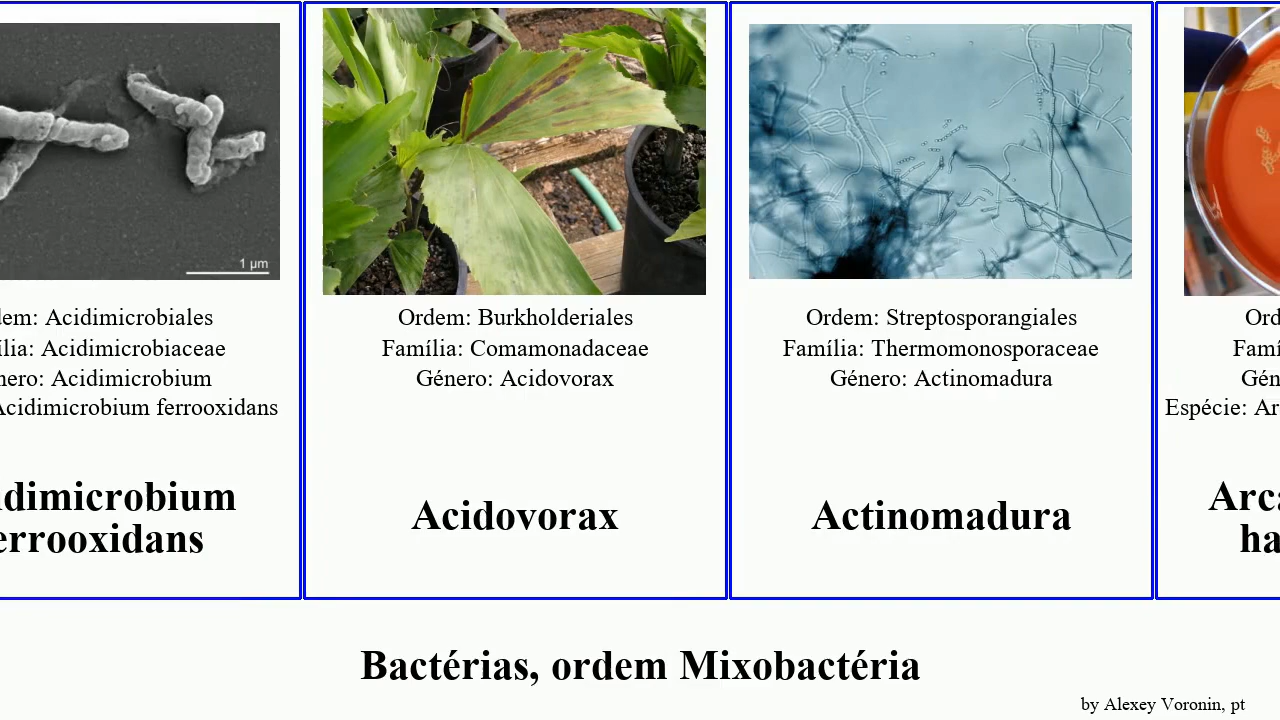 1 µm
dem: Acidimicrobiales
ília: Acidimicrobiaceae
nero: Acidimicrobium
Acidimicrobium ferrooxidans
dimicrobium
errooxidans
Ordem: Burkholderiales
Família: Comamonadaceae
Género: Acidovorax
Acidovorax
Ordem: Streptosporangiales
Família: Thermomonosporaceae
Género: Actinomadura
Actinomadura
Ord
Famí
Gén
Espécie: Ar
Arca
ha
Bactérias, ordem Mixobactéria
by Alexey Voronin, pt